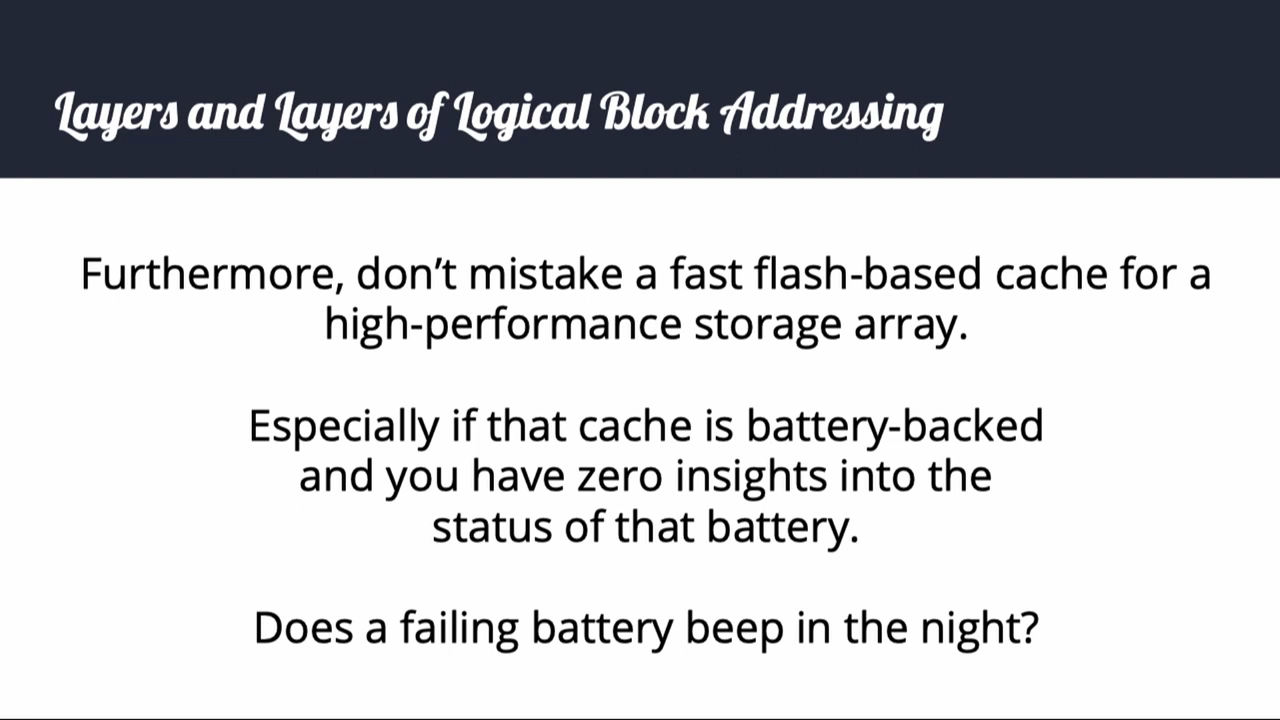 Layers and Layers of Logical Block Addressing
Furthermore, don’t mistake a fast flash-based cache for a
high-performance storage array.
Especially if that cache is battery-backed
and you have zero insights into the
status of that battery.
Does a failing battery beep in the night?